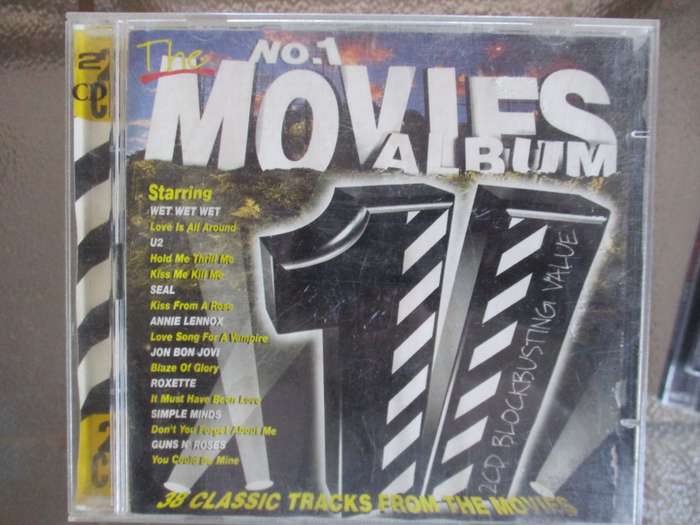 2
CD
The
NO.1
MOVIES
ALBUM
Starring
WET WET WET
Love Is All Around
U2
Hold Me Thrill Me
Kiss Me Kill Me
SEAL
Kiss From A Rose
ANNIE LENNOX
Love Song For A Vampire
JON BON JOVI
Blaze Of Glory
ROXETTE
It Must Have Been Love
SIMPLE MINDS
Don't You Forget About Me
GUNS N' ROSES
You Could Be Mine
2CD BLOCKBUSTING VALUE
38 CLASSIC TRACKS FROM THE MOVIES